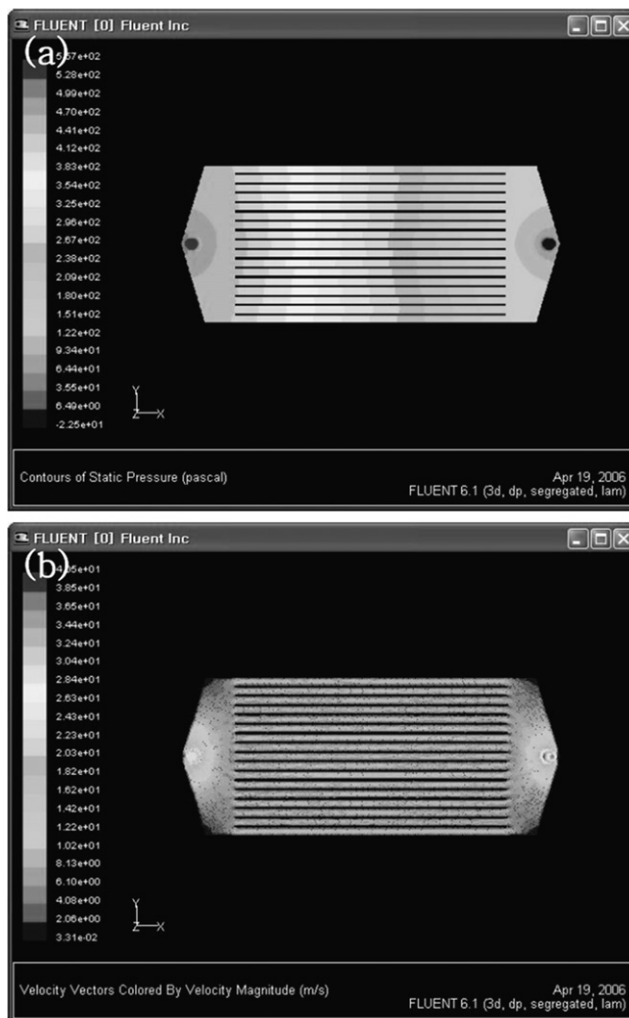 FLUENT [0] Fluent Inc
(a)
5.28e+02
4.99e+02
4.70e+02
4.41e+02
4.12e+02
3.83e+02
3.54e+02
3.25e+02
2.96e+02
2.67e+02
2.38e+02
2.09e+02
1.80e+02
1.51e+02
1.22e+02
9.34e+01
6.44e+01
3.55e+01
6.49e+00
-2.25e+01
Y
Z X
Contours of Static Pressure (pascal)
Apr 19, 2006
FLUENT 6.1 (3d, dp, segregated, lam)
FLUENT [0] Fluent Inc
(b)
3.85e+01
3.65e+01
3.44e+01
3.24e+01
3.04e+01
2.84e+01
2.63e+01
2.43e+01
2.23e+01
2.03e+01
1.82e+01
1.62e+01
1.42e+01
1.22e+01
1.02e+01
8.13e+00
6.10e+00
4.08e+00
2.06e+00
3.31e-02
Y
Z X
Velocity Vectors Colored By Velocity Magnitude (m/s)
Apr 19, 2006
FLUENT 6.1 (3d, dp, segregated, lam)